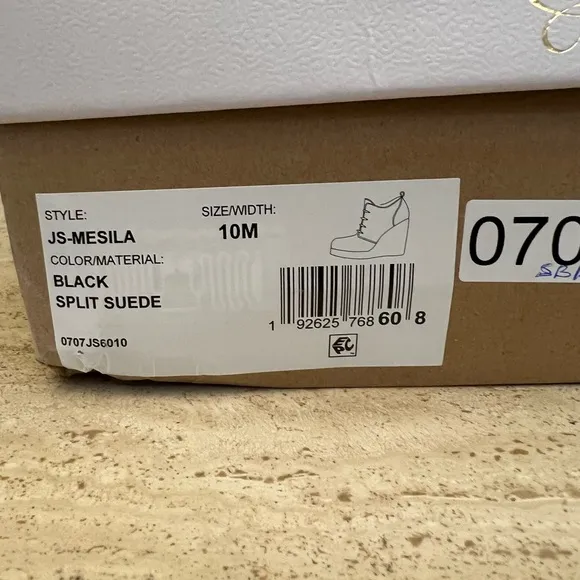 STYLE: SIZE/WIDTH:
JS-MESILA 10M
COLOR/MATERIAL:
BLACK
SPLIT SUEDE
0707JS6010
1 92625 768 60 8
070